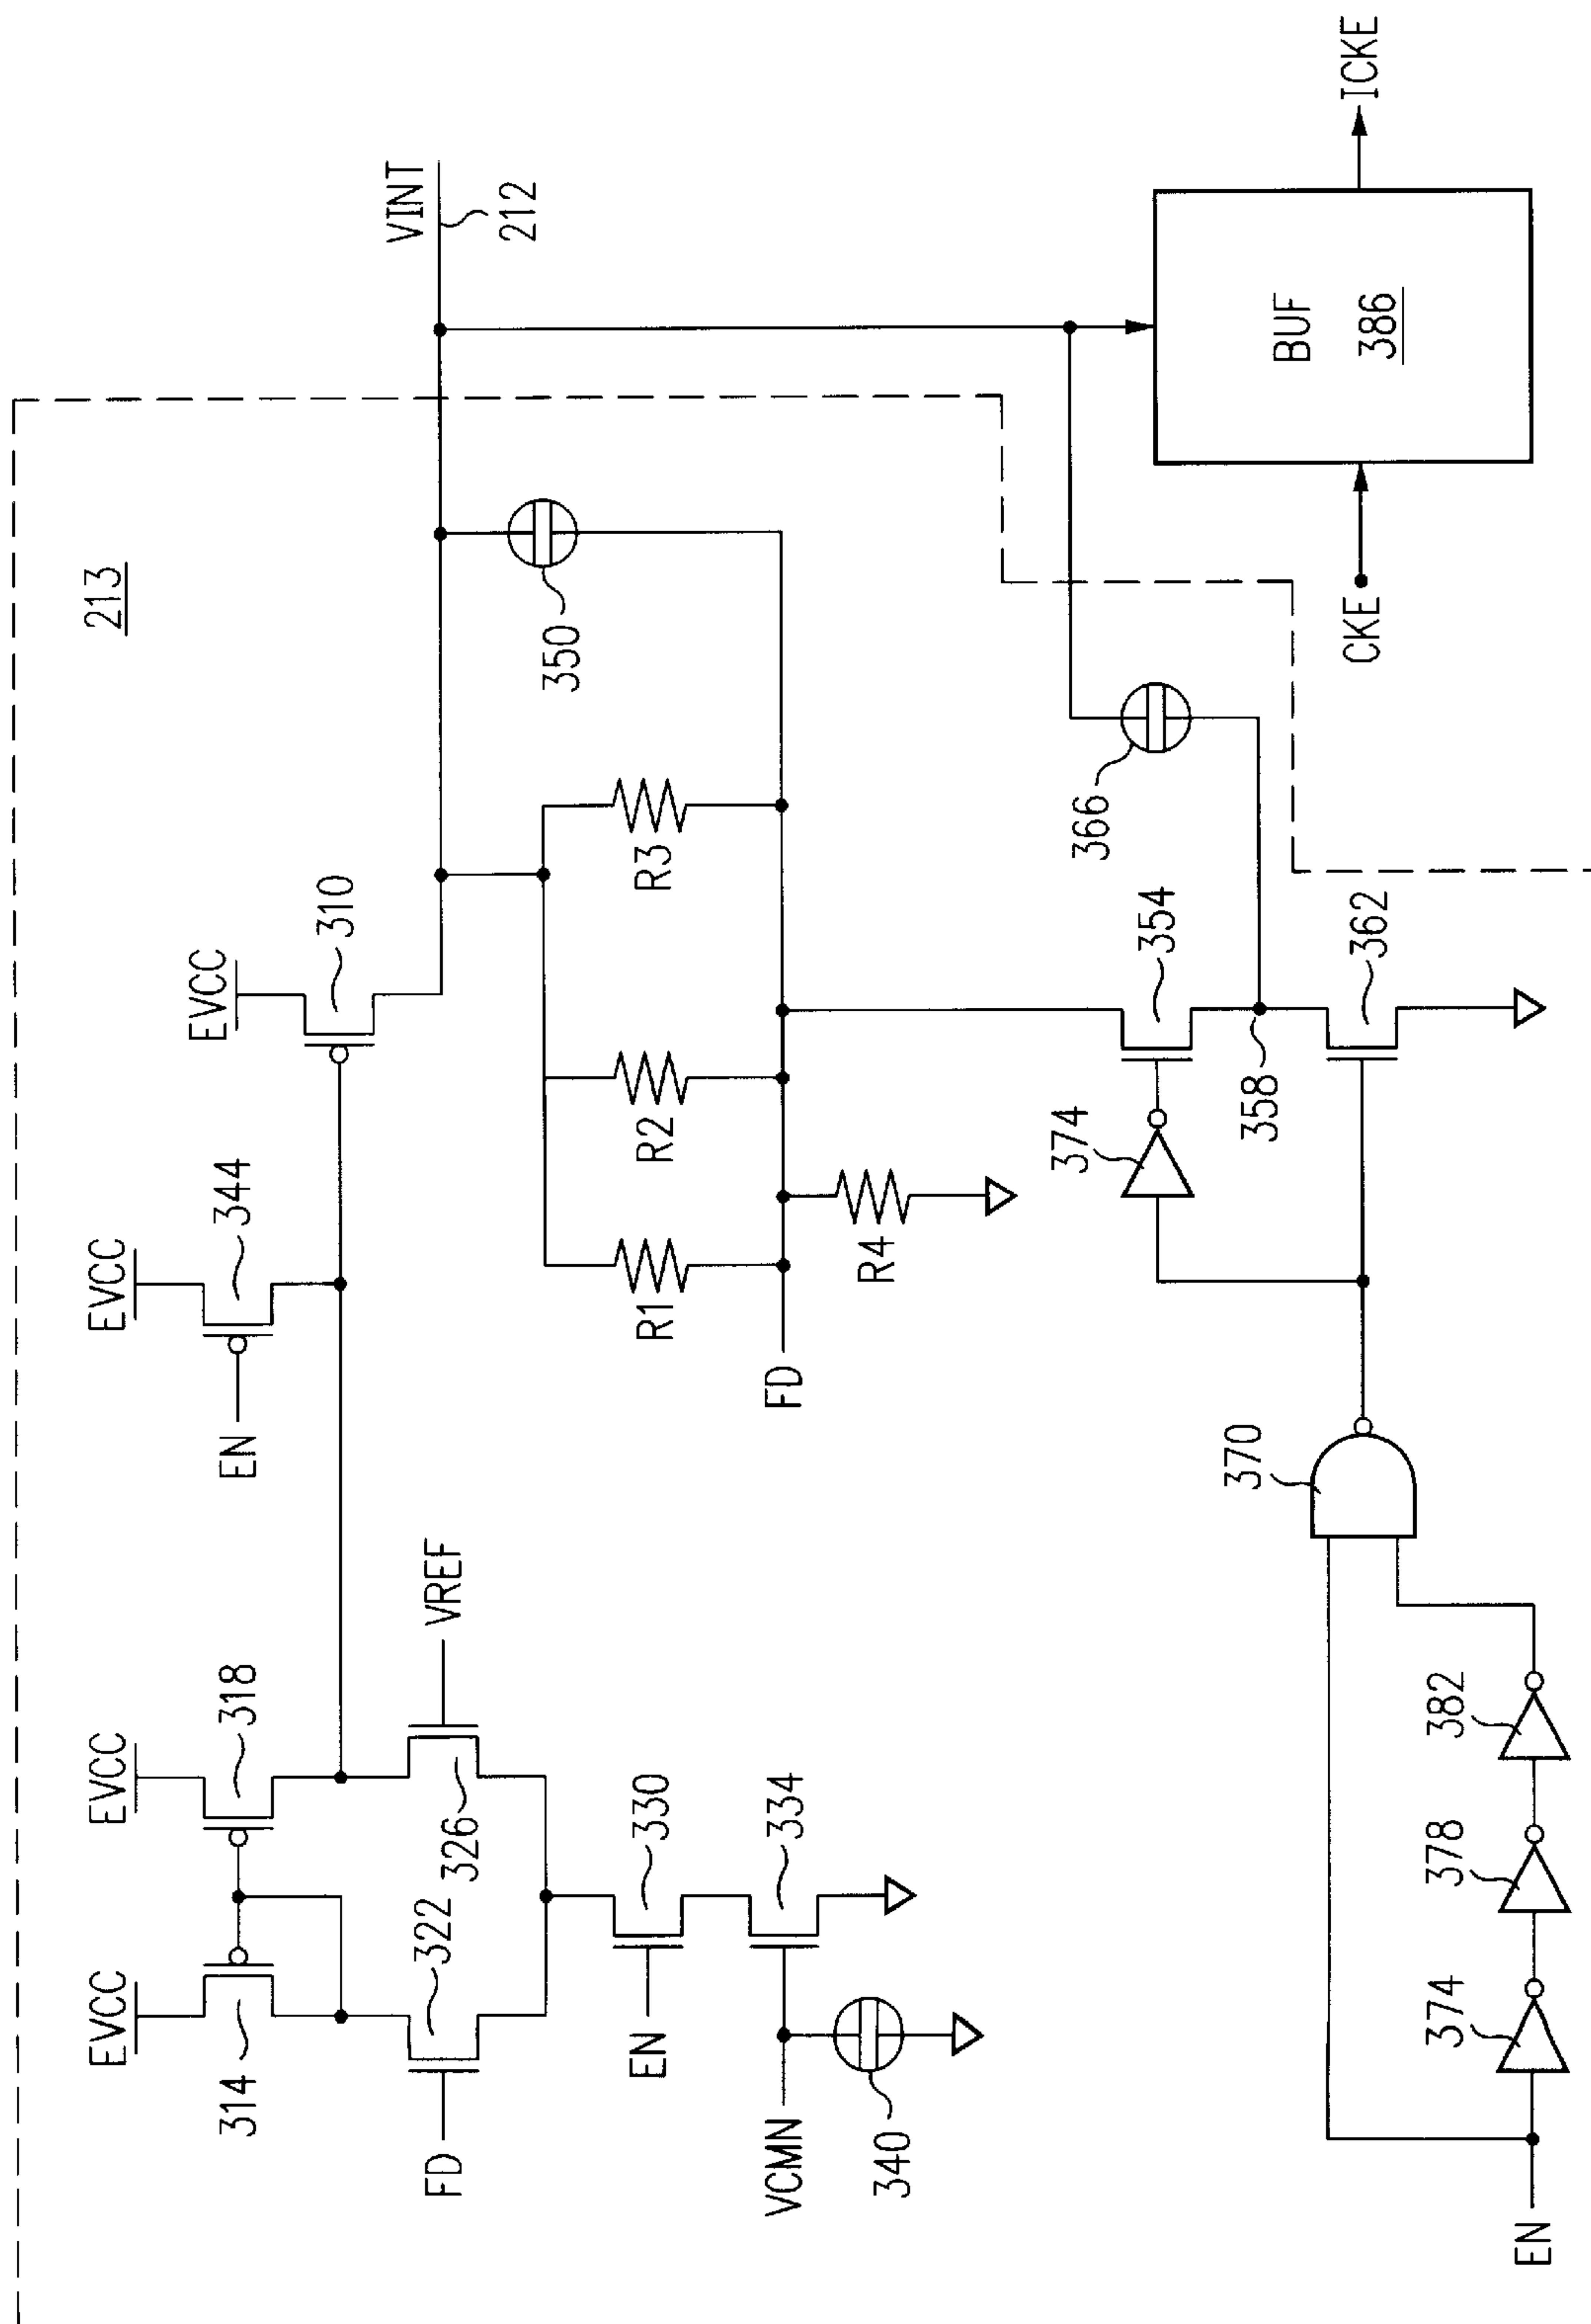 213
EVCC
EVCC
EVCC
EVCC
314
318
344
310
EN
VINT
212
FD
322
326
VREF
EN
330
VCMN
334
340
R1
R2
R3
350
FD
R4
374
354
366
358
362
EN
374
378
382
370
CKE
BUF
386
ICKE